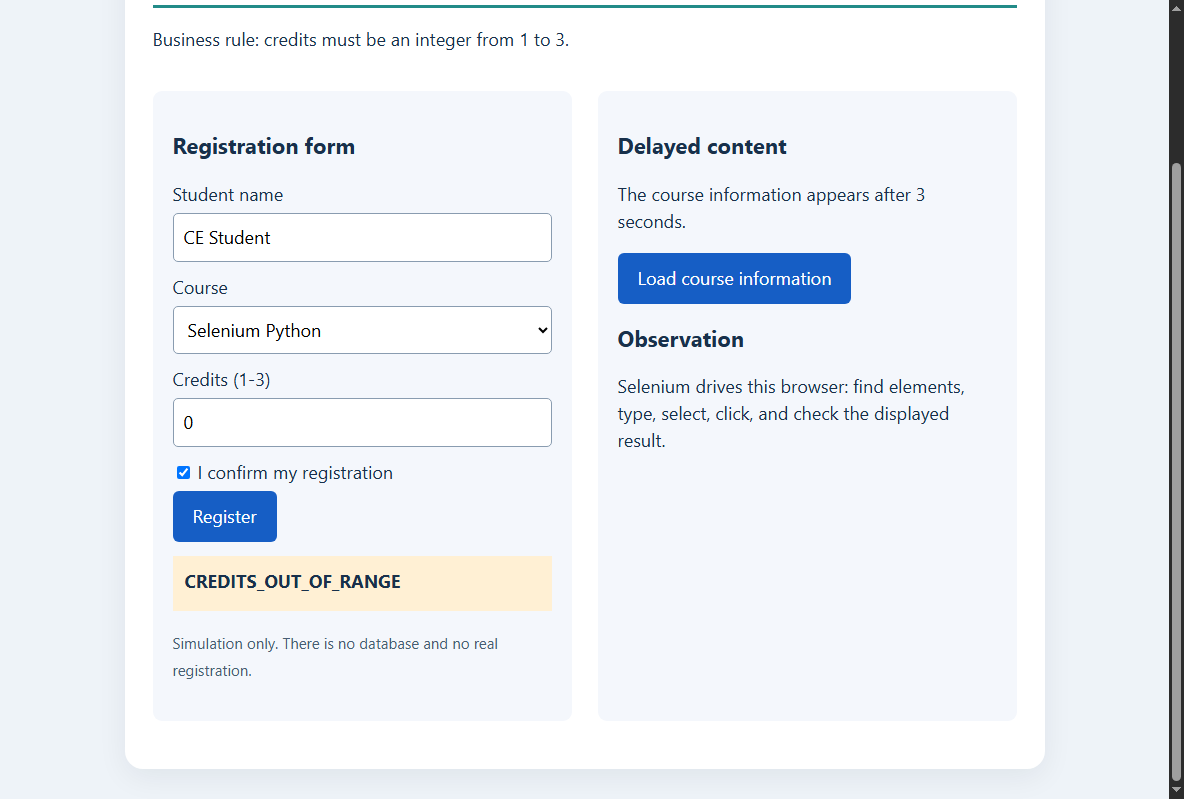 Business rule: credits must be an integer from 1 to 3.
Registration form
Student name
CE Student
Course
Selenium Python
Credits (1-3)
0
I confirm my registration
Register
CREDITS_OUT_OF_RANGE
Simulation only. There is no database and no real
registration.
Delayed content
The course information appears after 3
seconds.
Load course information
Observation
Selenium drives this browser: find elements,
type, select, click, and check the displayed
result.